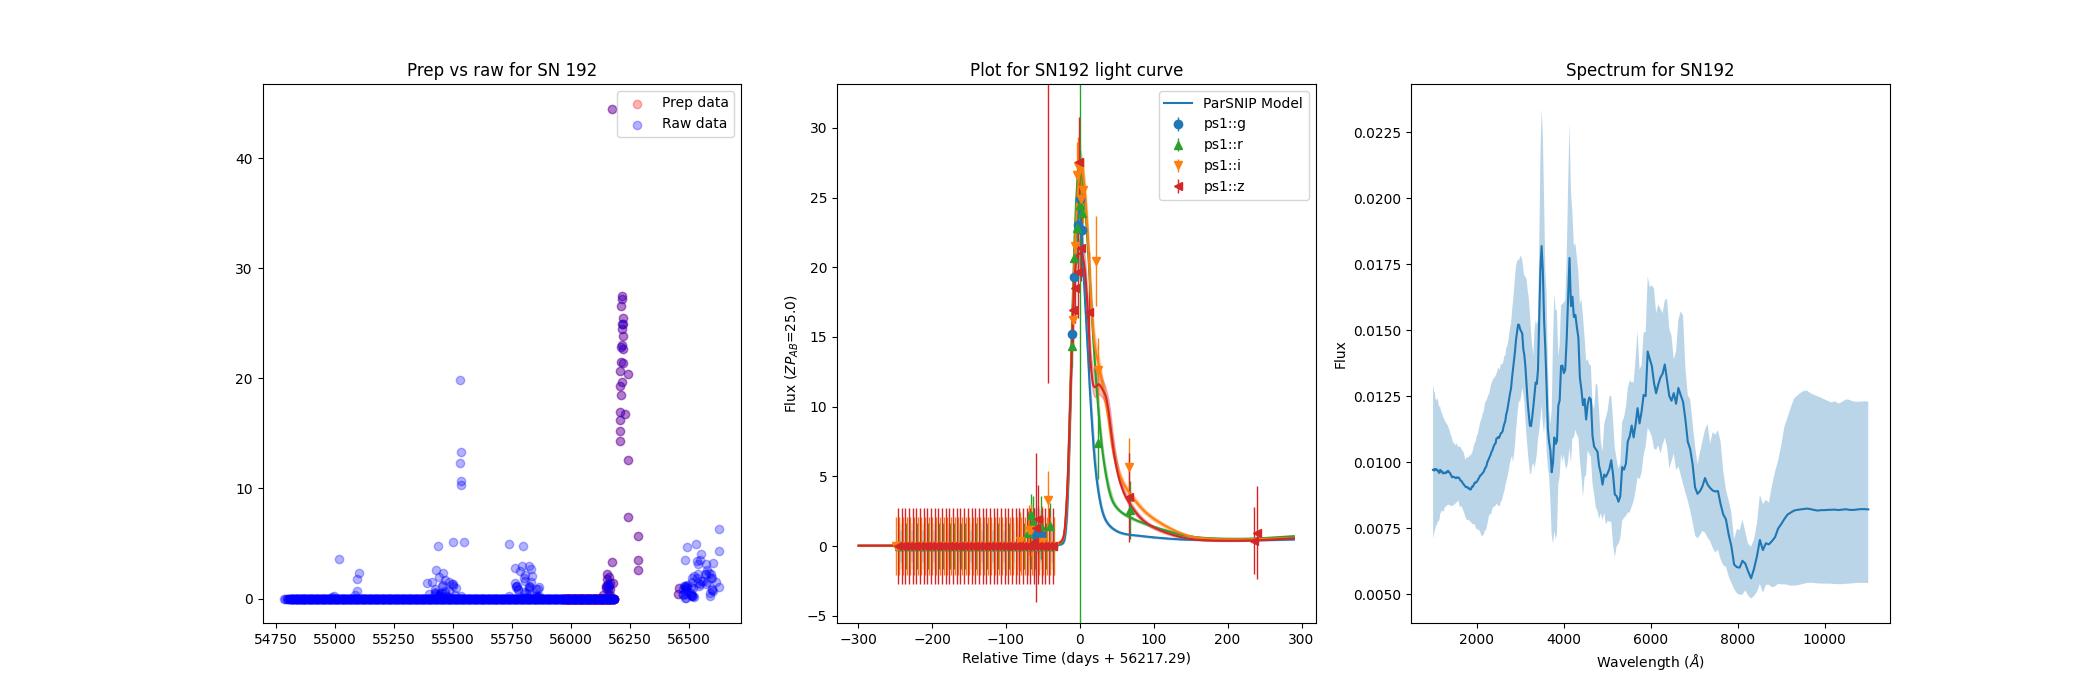 Prep vs raw for SN 192
Prep data
Raw data
40
30
20
10
0
54750
55000
55250
55500
55750
56000
56250
56500
Plot for SN192 light curve
ParSNIP Model
ps1::g
ps1::r
ps1::i
ps1::z
Flux (ZP_AB=25.0)
30
25
20
15
10
5
0
−5
−300
−200
−100
0
100
200
300
Relative Time (days + 56217.29)
Spectrum for SN192
Flux
0.0225
0.0200
0.0175
0.0150
0.0125
0.0100
0.0075
0.0050
2000
4000
6000
8000
10000
Wavelength (Å)